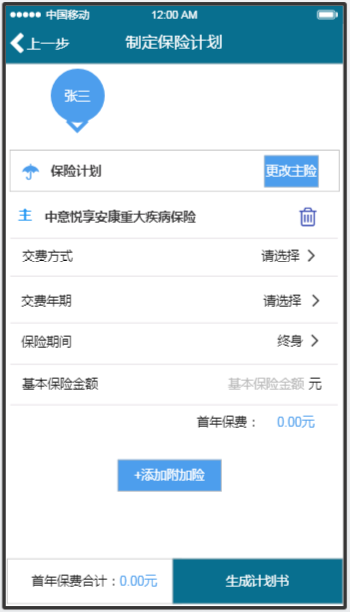 中国移动 12:00 AM
上一步 制定保险计划
张三
保险计划 更改主险
主 中意悦享安康重大疾病保险
交费方式 请选择
交费年期 请选择
保险期间 终身
基本保险金额 基本保险金额 元
首年保费： 0.00元
+添加附加险
首年保费合计：0.00元 生成计划书